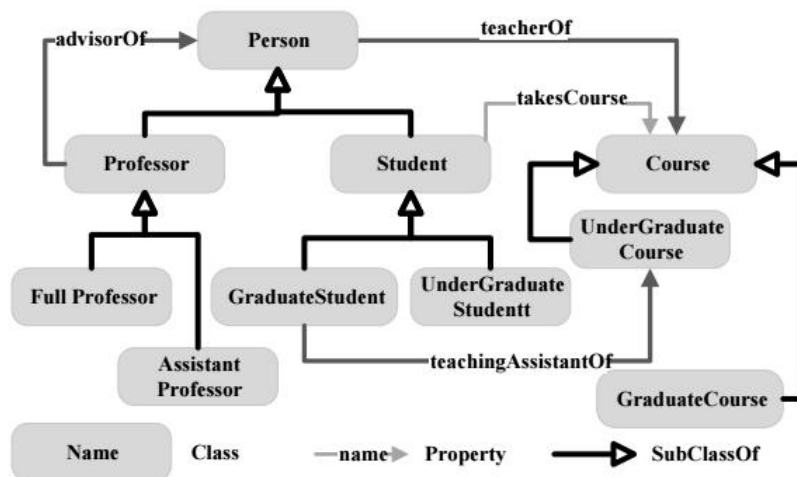 Person
advisorOf
teacherOf
takesCourse
Professor
Student
Course
UnderGraduate
Course
Full Professor
GraduateStudent
UnderGraduate
Studentt
Assistant
Professor
teachingAssistantOf
GraduateCourse
Name
Class
name
Property
SubClassOf